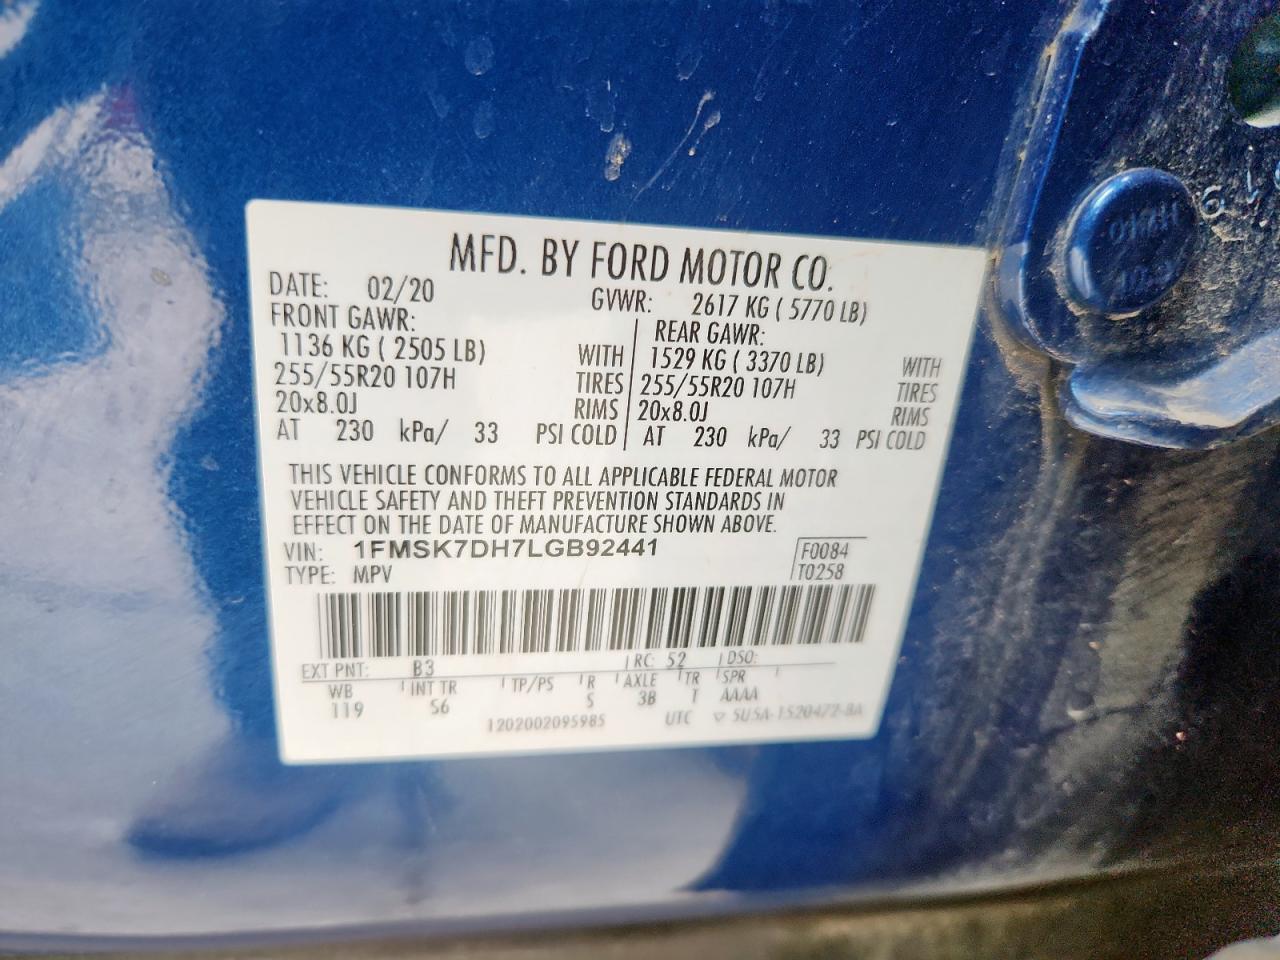 MFD. BY FORD MOTOR CO.
DATE: 02/20 GVWR: 2617 KG ( 5770 LB)
FRONT GAWR: REAR GAWR:
1136 KG ( 2505 LB) WITH 1529 KG ( 3370 LB) WITH
255/55R20 107H TIRES 255/55R20 107H TIRES
20x8.0J RIMS 20x8.0J RIMS
AT 230 kPa/ 33 PSI COLD AT 230 kPa/ 33 PSI COLD
THIS VEHICLE CONFORMS TO ALL APPLICABLE FEDERAL MOTOR
VEHICLE SAFETY AND THEFT PREVENTION STANDARDS IN
EFFECT ON THE DATE OF MANUFACTURE SHOWN ABOVE.
VIN: 1FMSK7DH7LGB92441 F0084
TYPE: MPV T0258
EXT PNT: B3 RC: 52 DSO:
WB INT TR TP/PS R AXLE TR SPR
119 S6 S 3B T AAAA
1202002095985 UTC ▽ SU5A-1520472-BA